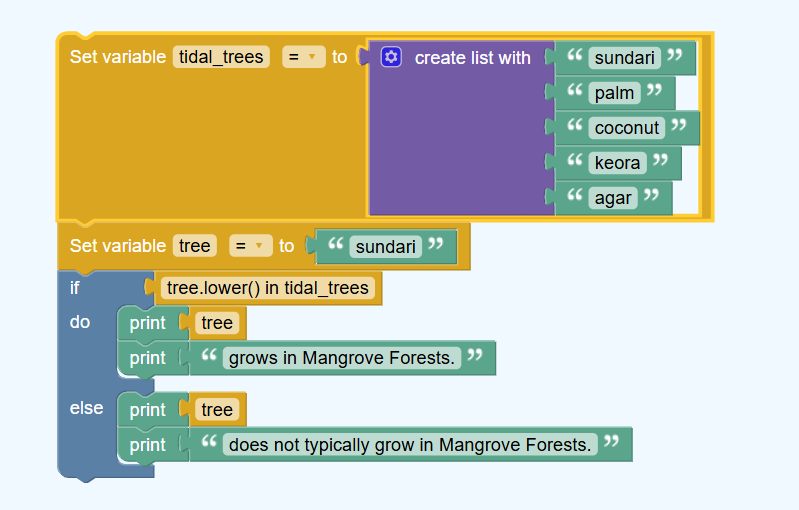 Set variable tidal_trees = to create list with “ sundari ”
“ palm ”
“ coconut ”
“ keora ”
“ agar ”
Set variable tree = to “ sundari ”
if tree.lower() in tidal_trees
do print tree
print “ grows in Mangrove Forests. ”
else print tree
print “ does not typically grow in Mangrove Forests. ”